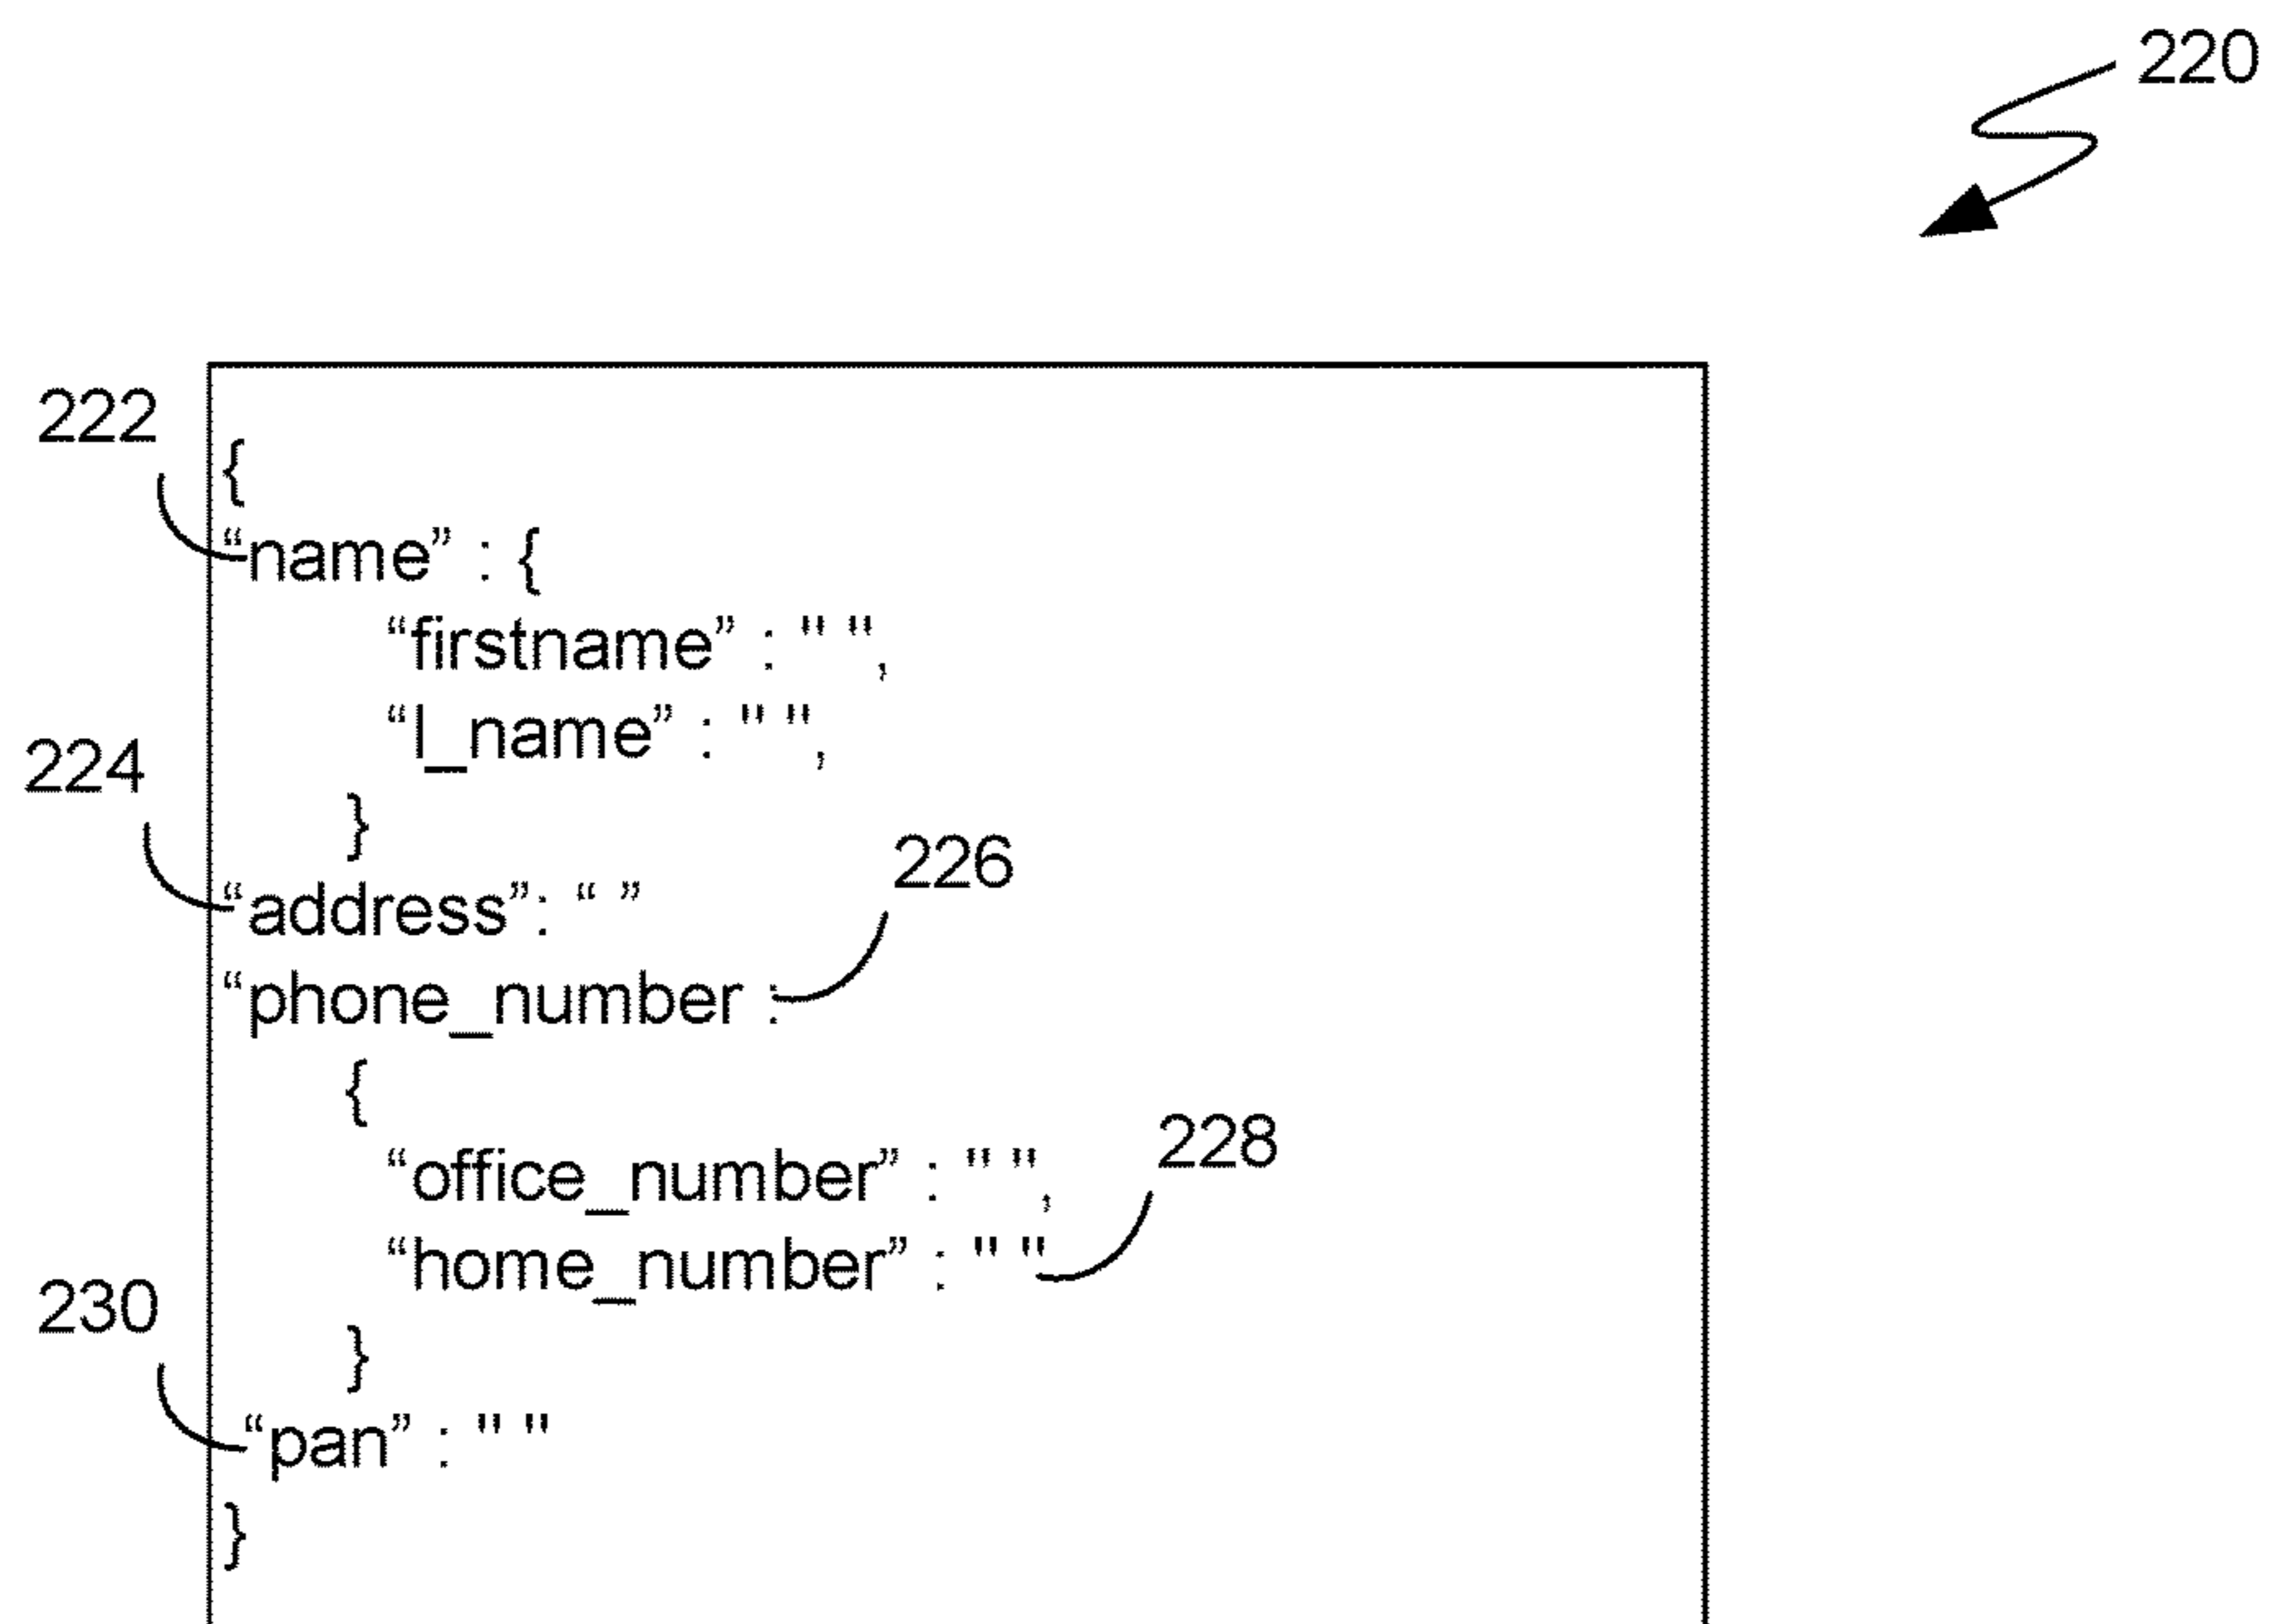 220
222
{
“name” : {
“firstname” : " ",
“l_name” : " ",
224
}
226
“address”: “ ”
“phone_number :
{
228
“office_number” : " ",
“home_number” : " "
230
}
“pan” : " "
}